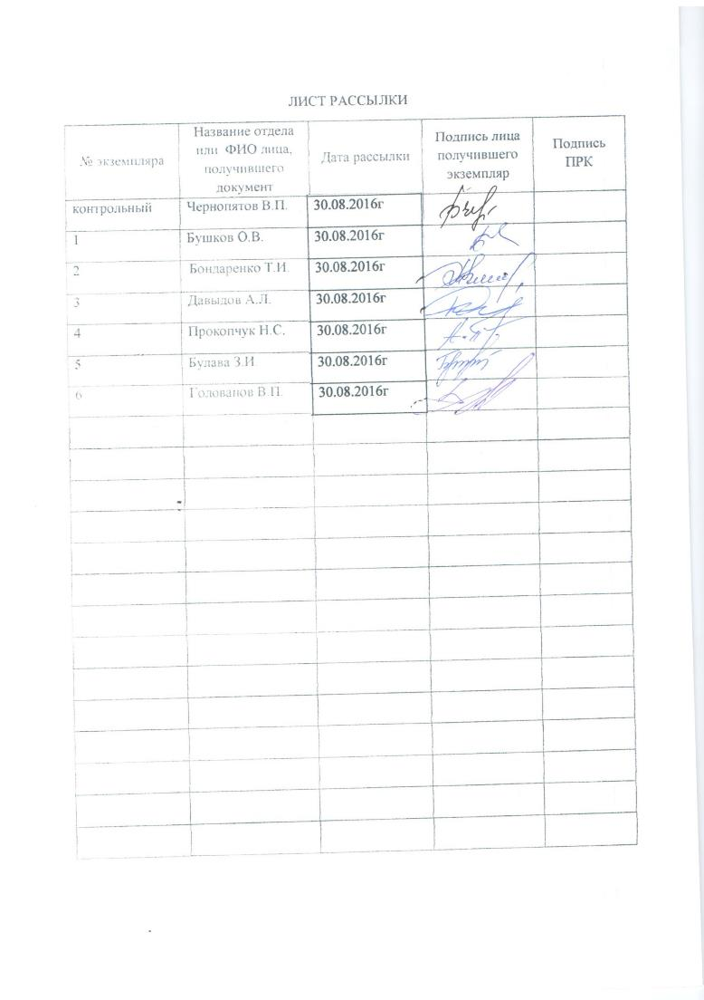 ЛИСТ РАССЫЛКИ
№ экземпляра
Название отдела
или ФИО лица,
получившего
документ
Дата рассылки
Подпись лица
получившего
экземпляр
Подпись
ПРК
контрольный Чернопятов В.П. 30.08.2016г
1 Бушков О.В. 30.08.2016г
2 Бондаренко Т.И. 30.08.2016г
3 Давыдов А.Л. 30.08.2016г
4 Прокопчук Н.С. 30.08.2016г
5 Булава З.И. 30.08.2016г
6 Голованов В.П. 30.08.2016г